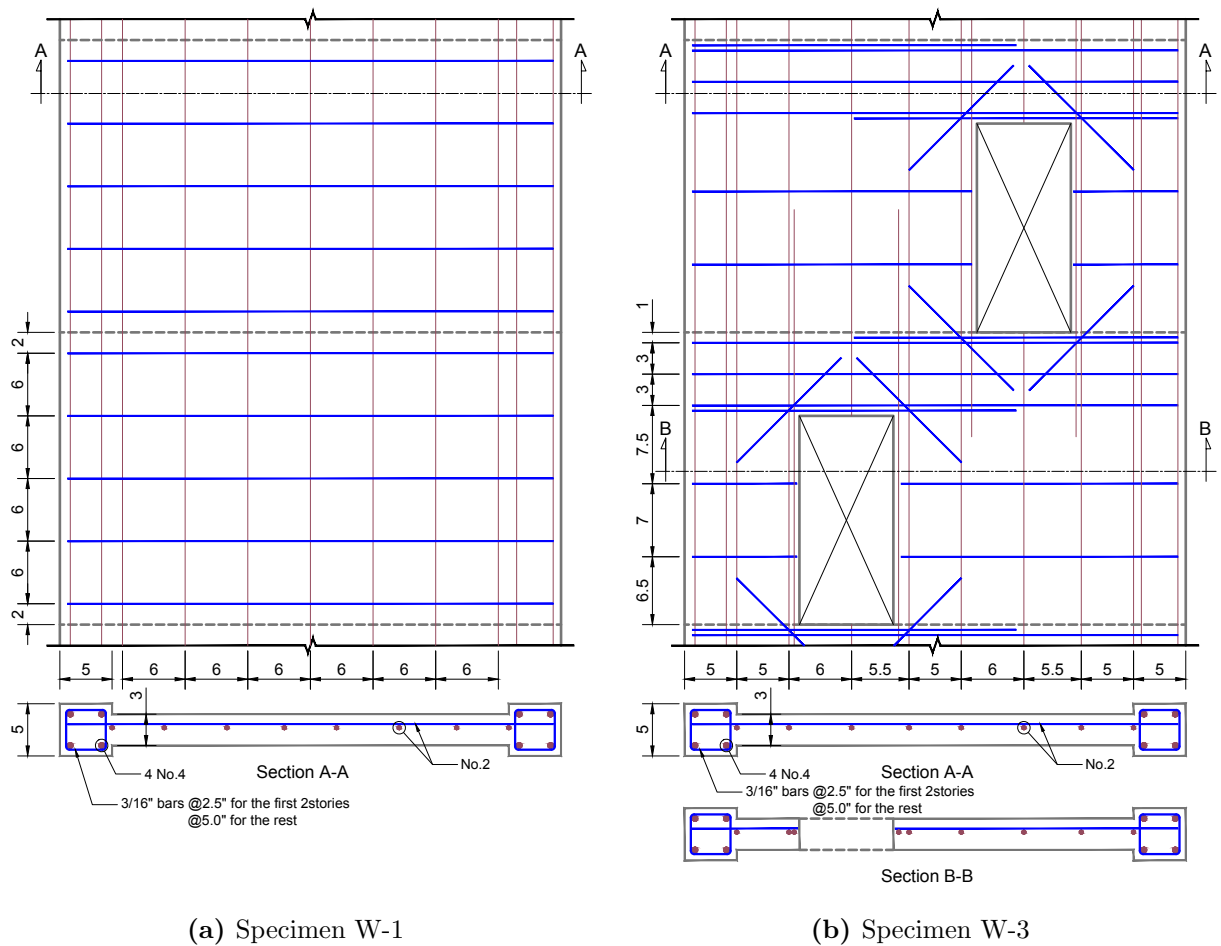 A A
2
6
6
6
6
2
5 6 6 6 6 6 6
5
3
4 No.4
Section A-A
No.2
3/16" bars @2.5" for the first 2stories
@5.0" for the rest
(a) Specimen W-1
A A
1
3
3
B B
7.5
7
6.5
5 5 6 5.5 5 6 5.5 5 5
5
3
4 No.4
Section A-A
No.2
3/16" bars @2.5" for the first 2stories
@5.0" for the rest
Section B-B
(b) Specimen W-3